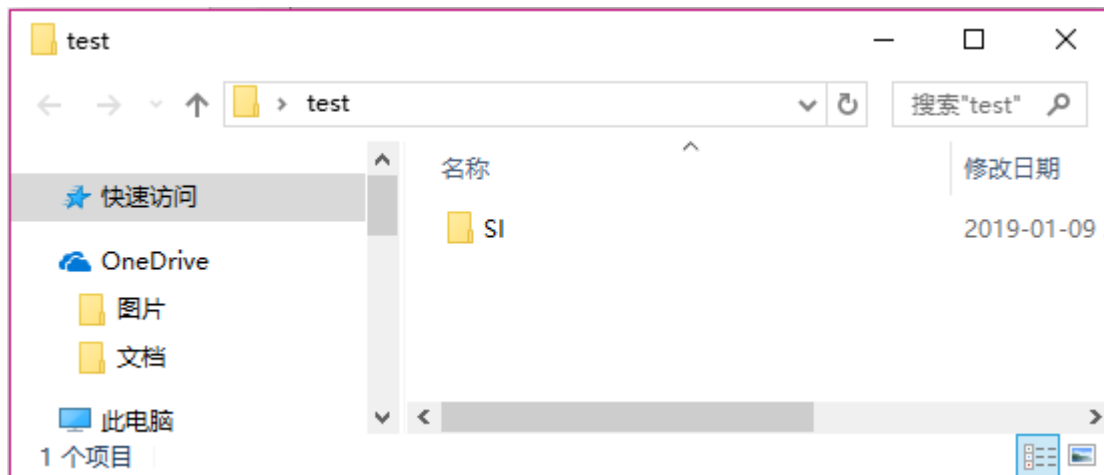 test
test
搜索"test"
名称
修改日期
快速访问
SI
2019-01-09
OneDrive
图片
文档
此电脑
1 个项目